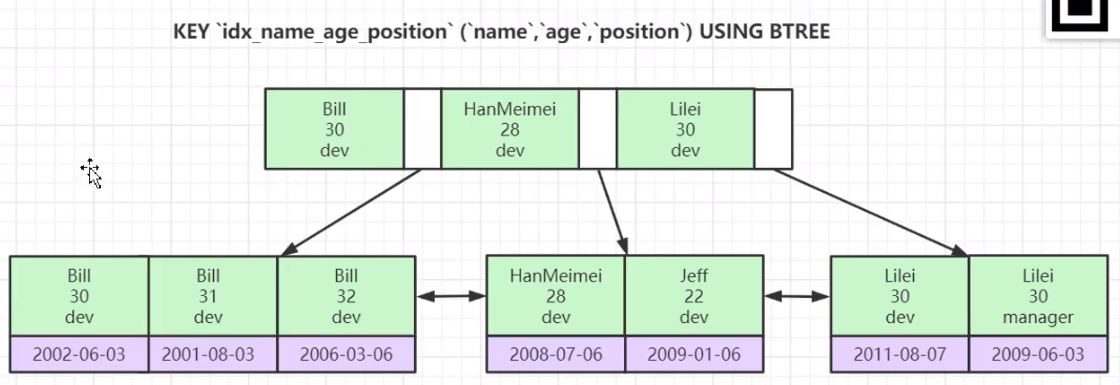 KEY `idx_name_age_position` (`name`,`age`,`position`) USING BTREE
Bill
30
dev
HanMeimei
28
dev
Lilei
30
dev
Bill
30
dev
2002-06-03
Bill
31
dev
2001-08-03
Bill
32
dev
2006-03-06
HanMeimei
28
dev
2008-07-06
Jeff
22
dev
2009-01-06
Lilei
30
dev
2011-08-07
Lilei
30
manager
2009-06-03